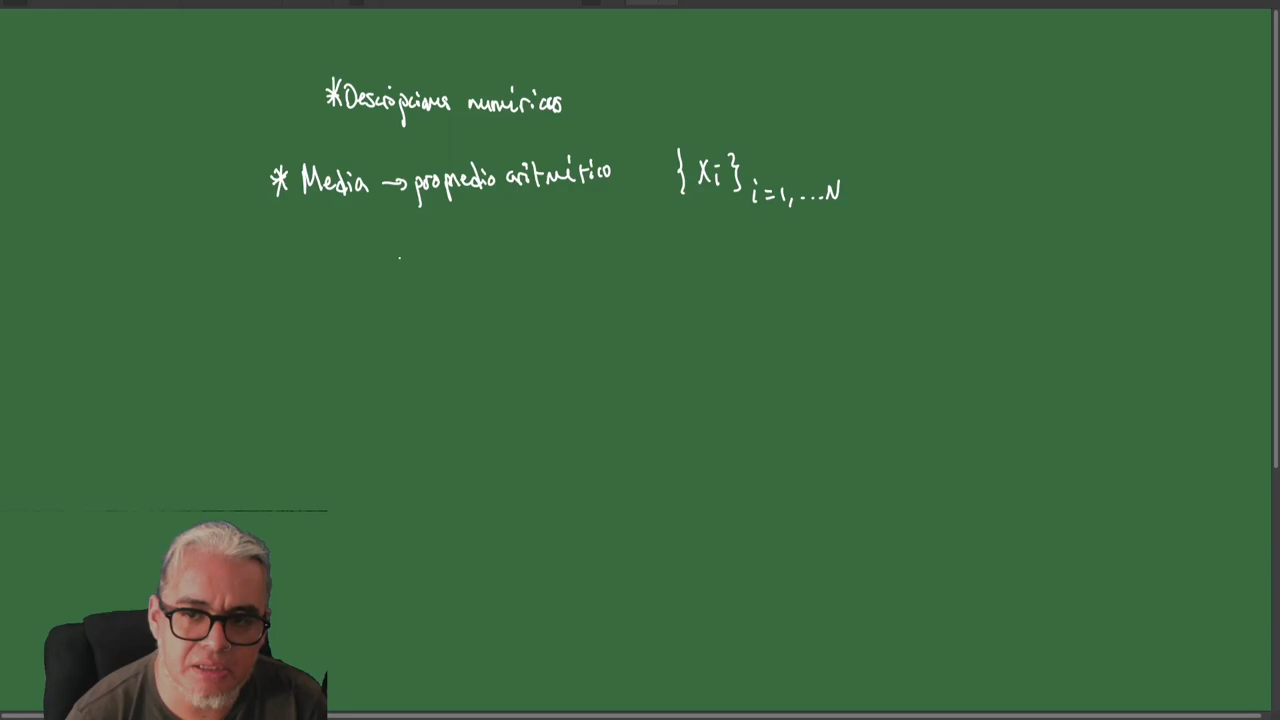 *Descripciones numéricas
* Media → promedio aritmético { Xi } i=1,...N